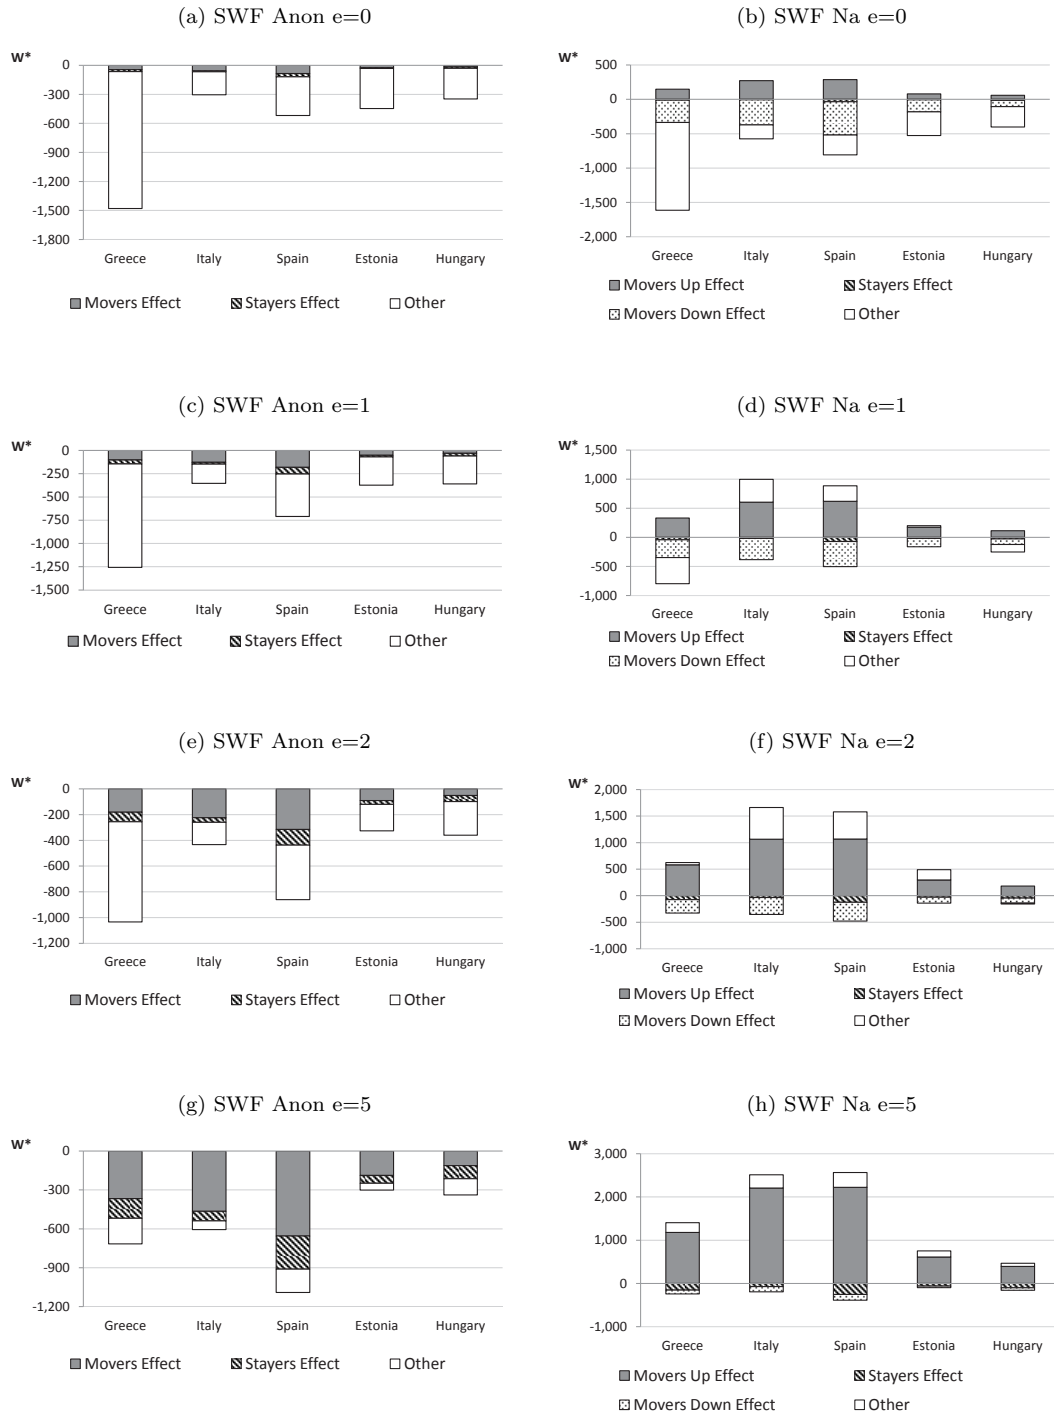 (a) SWF Anon e=0
W*
0
-300
-600
-900
-1,200
-1,500
-1,800
Greece Italy Spain Estonia Hungary
Movers Effect Stayers Effect Other
(b) SWF Na e=0
W*
500
0
-500
-1,000
-1,500
-2,000
Greece Italy Spain Estonia Hungary
Movers Up Effect Stayers Effect
Movers Down Effect Other
(c) SWF Anon e=1
W*
0
-250
-500
-750
-1,000
-1,250
-1,500
Greece Italy Spain Estonia Hungary
Movers Effect Stayers Effect Other
(d) SWF Na e=1
W*
1,500
1,000
500
0
-500
-1,000
Greece Italy Spain Estonia Hungary
Movers Up Effect Stayers Effect
Movers Down Effect Other
(e) SWF Anon e=2
W*
0
-200
-400
-600
-800
-1,000
-1,200
Greece Italy Spain Estonia Hungary
Movers Effect Stayers Effect Other
(f) SWF Na e=2
W*
2,000
1,500
1,000
500
0
-500
-1,000
Greece Italy Spain Estonia Hungary
Movers Up Effect Stayers Effect
Movers Down Effect Other
(g) SWF Anon e=5
W*
0
-300
-600
-900
-1,200
Greece Italy Spain Estonia Hungary
Movers Effect Stayers Effect Other
(h) SWF Na e=5
W*
3,000
2,000
1,000
0
-1,000
Greece Italy Spain Estonia Hungary
Movers Up Effect Stayers Effect
Movers Down Effect Other